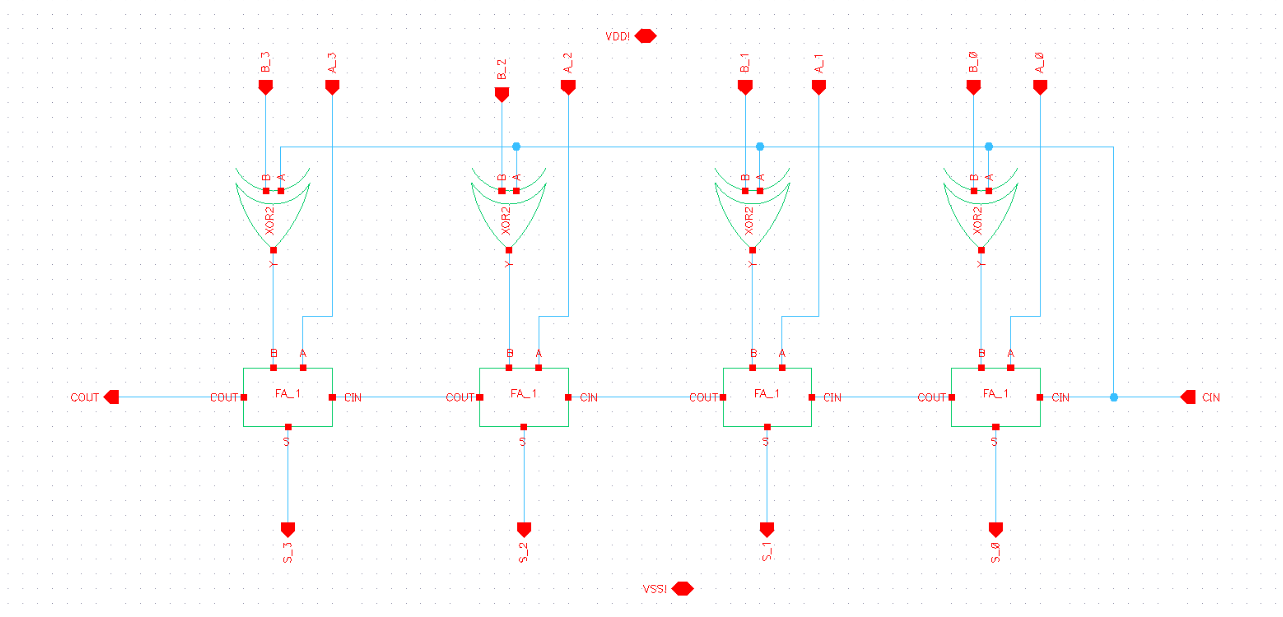 VDD!
B_3
A_3
B_2
A_2
B_1
A_1
B_0
A_0
B
A
B
A
B
A
B
A
XOR2
XOR2
XOR2
XOR2
Y
Y
Y
Y
B
A
B
A
B
A
B
A
COUT
COUT
FA_1
CIN
COUT
FA_1
CIN
COUT
FA_1
CIN
COUT
FA_1
CIN
CIN
S
S
S
S
S_3
S_2
S_1
S_0
VSS!